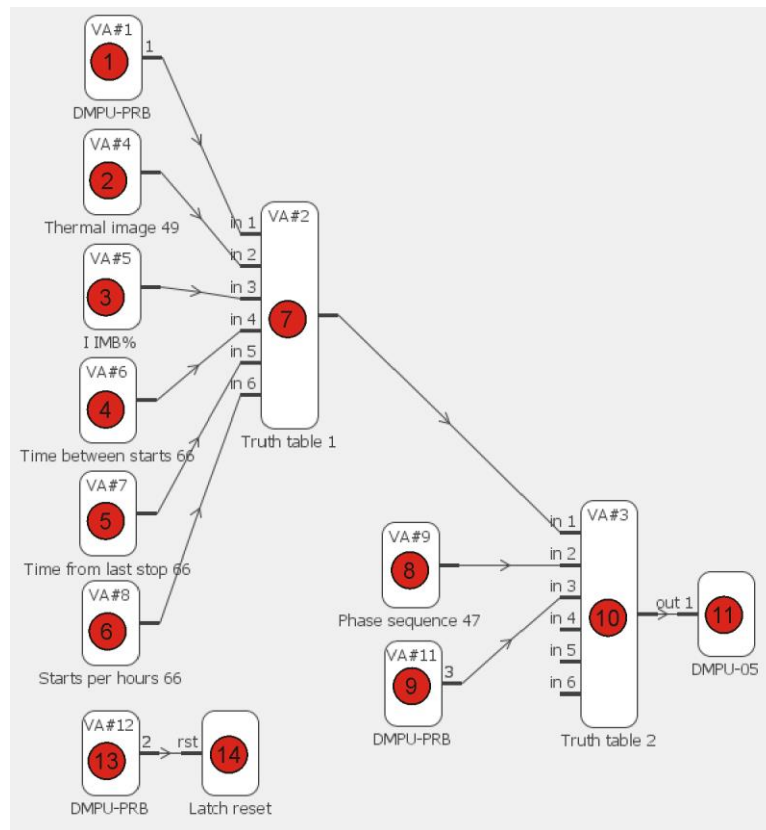 VA#1
1
1
DMPU-PRB
VA#4
2
Thermal image 49
VA#5
3
I IMB%
VA#6
4
Time between starts 66
VA#7
5
Time from last stop 66
VA#8
6
Starts per hours 66
in 1
in 2
in 3
in 4
in 5
in 6
VA#2
7
Truth table 1
VA#9
8
Phase sequence 47
VA#11
9
3
DMPU-PRB
in 1
in 2
in 3
in 4
in 5
in 6
VA#3
10
Truth table 2
out 1
11
DMPU-05
VA#12
13
2
DMPU-PRB
rst
14
Latch reset